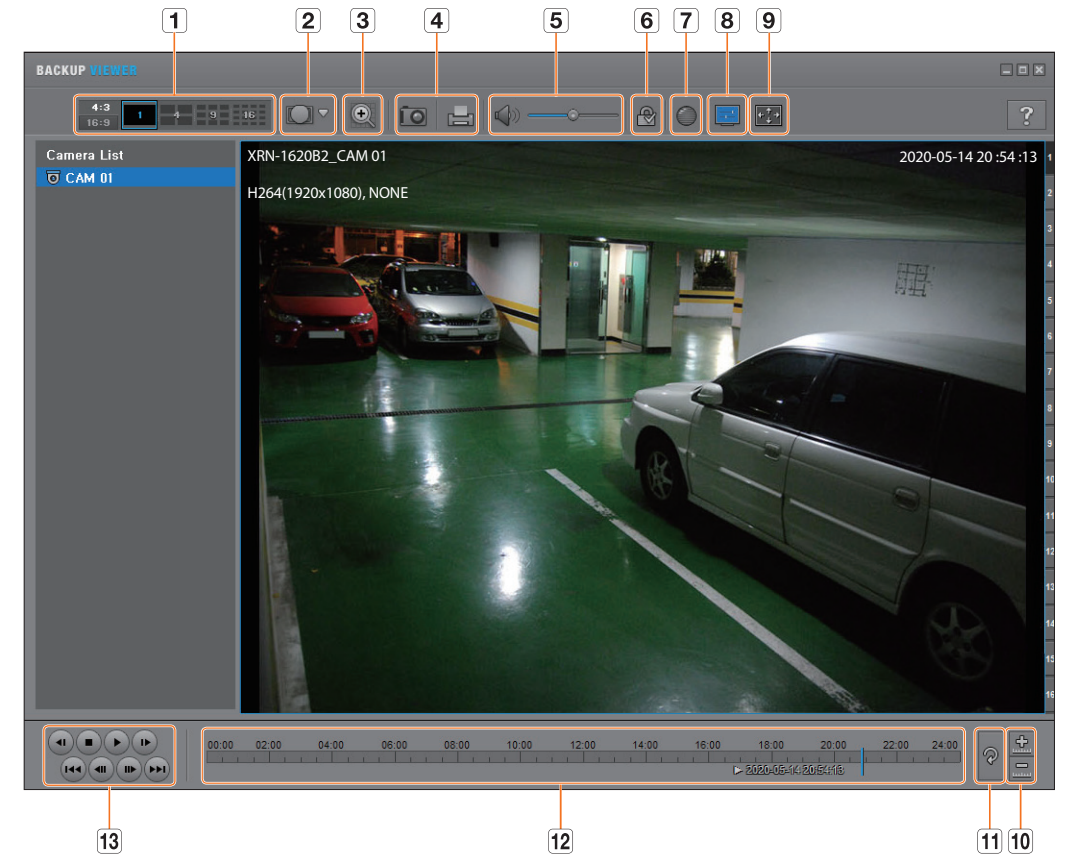 1 2 3 4 5 6 7 8 9
BACKUP VIEWER
4:3
16:9
1 4 9 16
?
Camera List
CAM 01
XRN-1620B2_CAM 01
2020-05-14 20 :54 :13
H264(1920x1080), NONE
1
2
3
4
5
6
7
8
9
10
11
12
13
14
15
16
00:00 02:00 04:00 06:00 08:00 10:00 12:00 14:00 16:00 18:00 20:00 22:00 24:00
2020-05-14 20:54:13
13 12 11 10